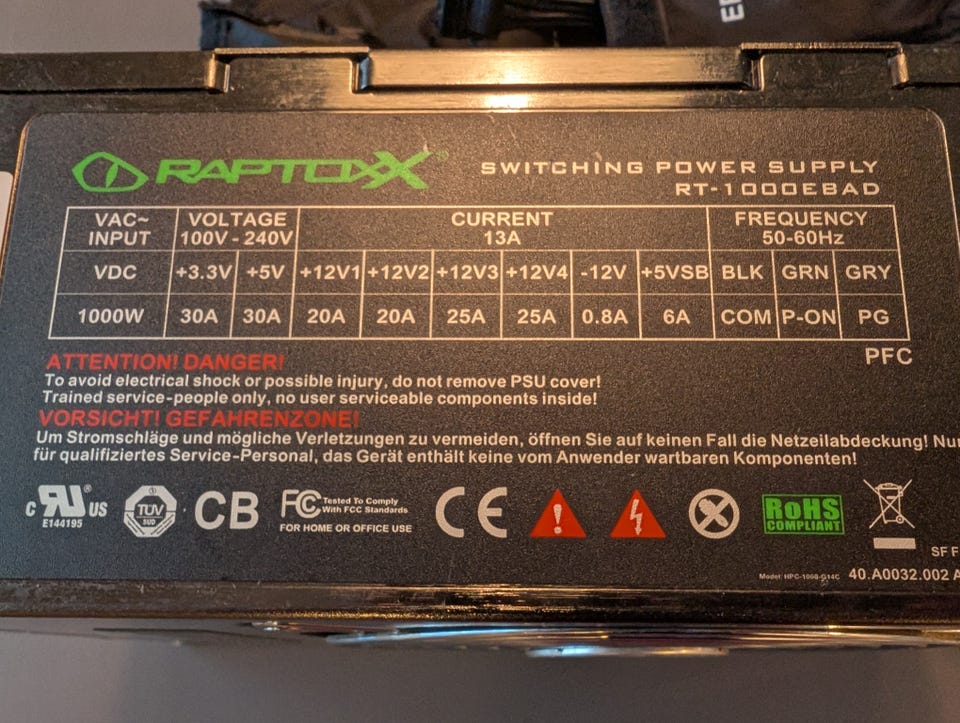 RAPTOXX®
SWITCHING POWER SUPPLY
RT-1000EBAD
VAC~ INPUT VOLTAGE 100V - 240V CURRENT 13A FREQUENCY 50-60Hz
VDC +3.3V +5V +12V1 +12V2 +12V3 +12V4 -12V +5VSB BLK GRN GRY
1000W 30A 30A 20A 20A 25A 25A 0.8A 6A COM P-ON PG
PFC
ATTENTION! DANGER!
To avoid electrical shock or possible injury, do not remove PSU cover!
Trained service-people only, no user serviceable components inside!
VORSICHT! GEFAHRENZONE!
Um Stromschläge und mögliche Verletzungen zu vermeiden, öffnen Sie auf keinen Fall die Netzeilabdeckung! Nur
für qualifiziertes Service-Personal, das Gerät enthält keine vom Anwender wartbaren Komponenten!
c RU® US
E144195
TÜV
SUD
CB
FC Tested To Comply
With FCC Standards
FOR HOME OR OFFICE USE
CE
RoHS
COMPLIANT
SF F
Model: HPC-1000-G14C 40.A0032.002 A